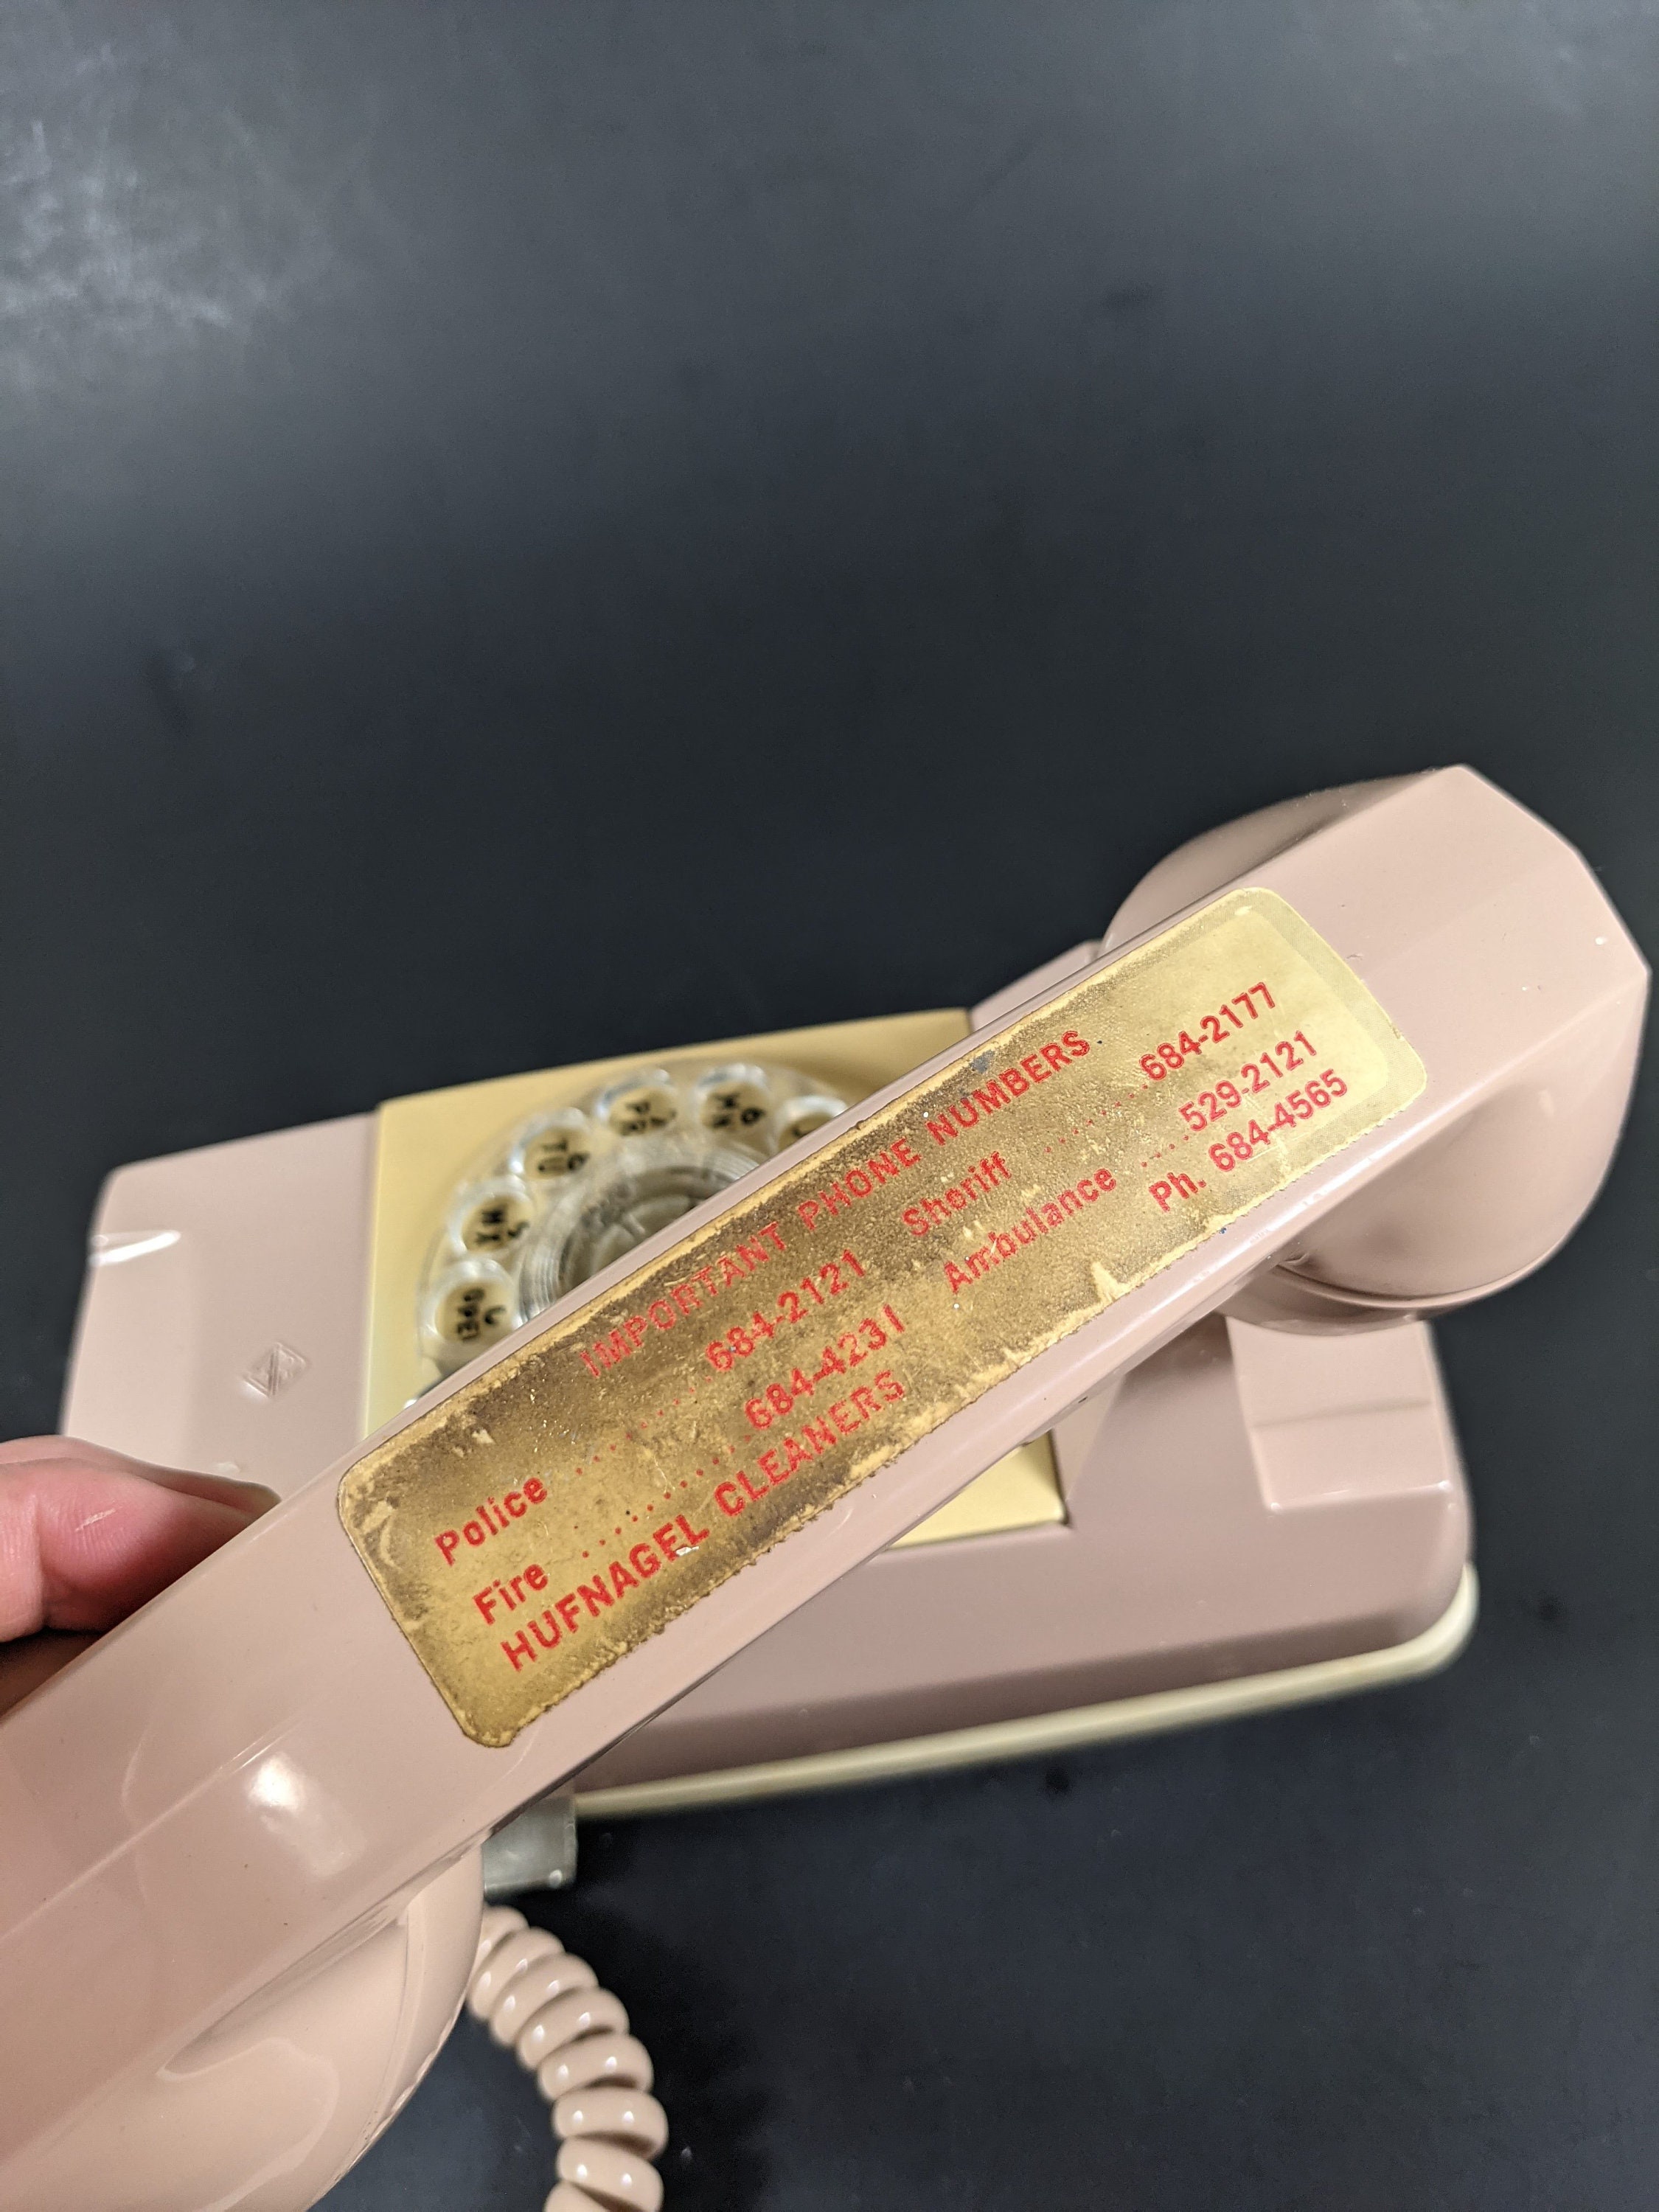 IMPORTANT PHONE NUMBERS
Police ........684-2121 Sheriff ........684-2177
Fire ..........684-4231 Ambulance ....529-2121
HUFNAGEL CLEANERS Ph. 684-4565
OPER